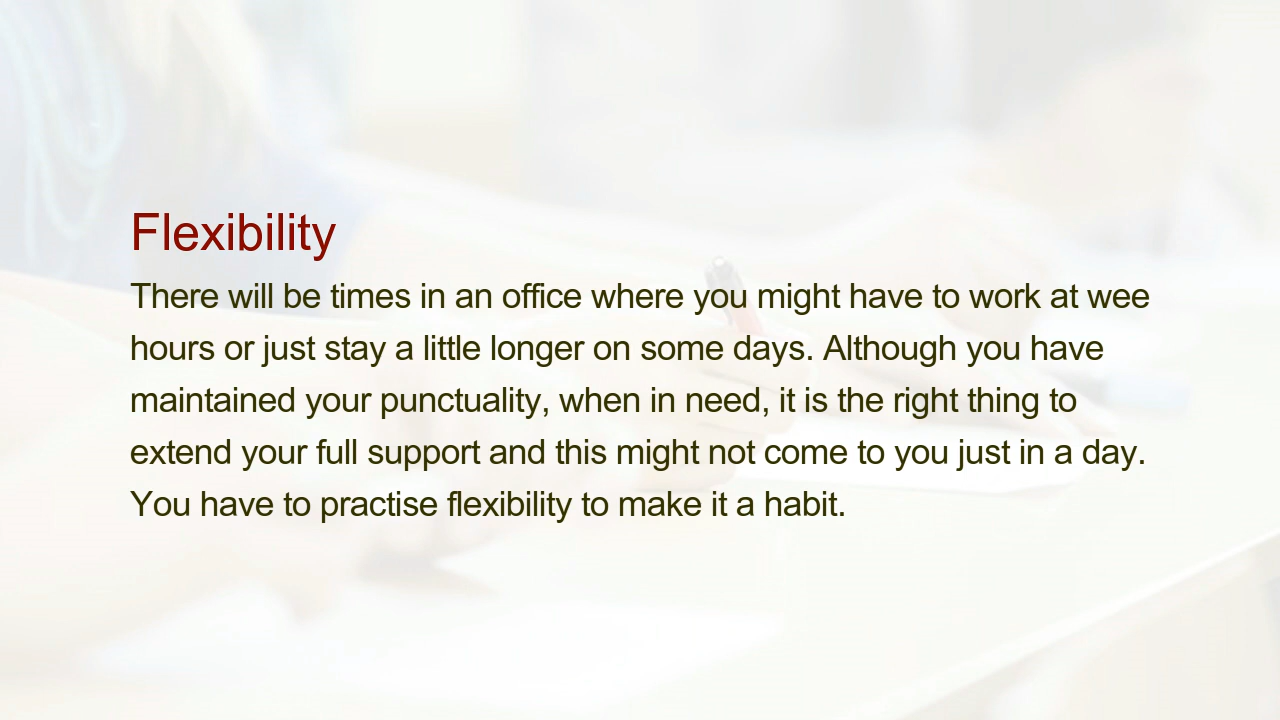 Flexibility
There will be times in an office where you might have to work at wee
hours or just stay a little longer on some days. Although you have
maintained your punctuality, when in need, it is the right thing to
extend your full support and this might not come to you just in a day.
You have to practise flexibility to make it a habit.